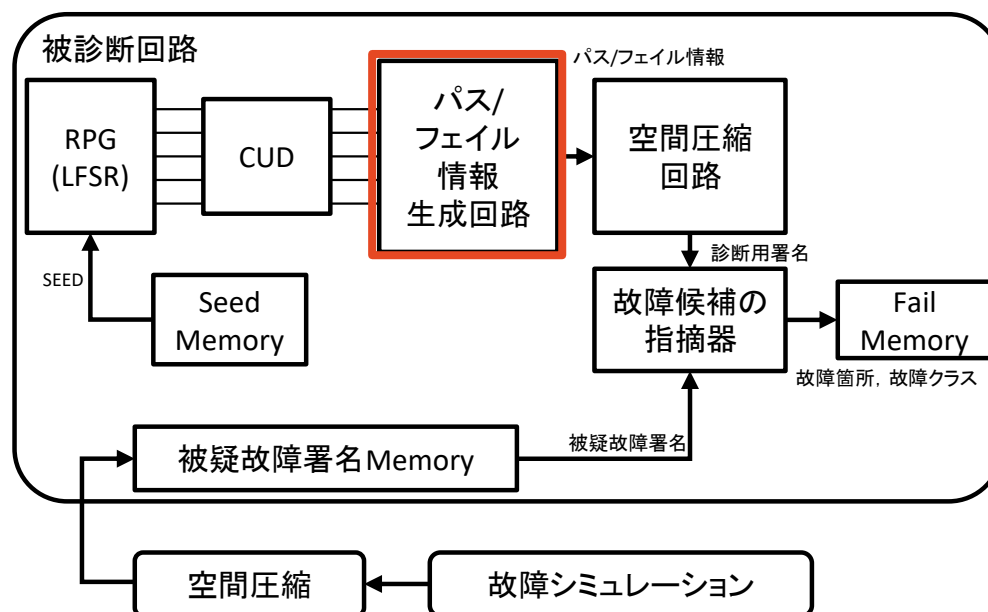 被診断回路
RPG
(LFSR)
CUD
パス/
フェイル
情報
生成回路
パス/フェイル情報
空間圧縮
回路
SEED
Seed
Memory
診断用署名
故障候補の
指摘器
Fail
Memory
故障箇所, 故障クラス
被疑故障署名Memory
被疑故障署名
空間圧縮
故障シミュレーション